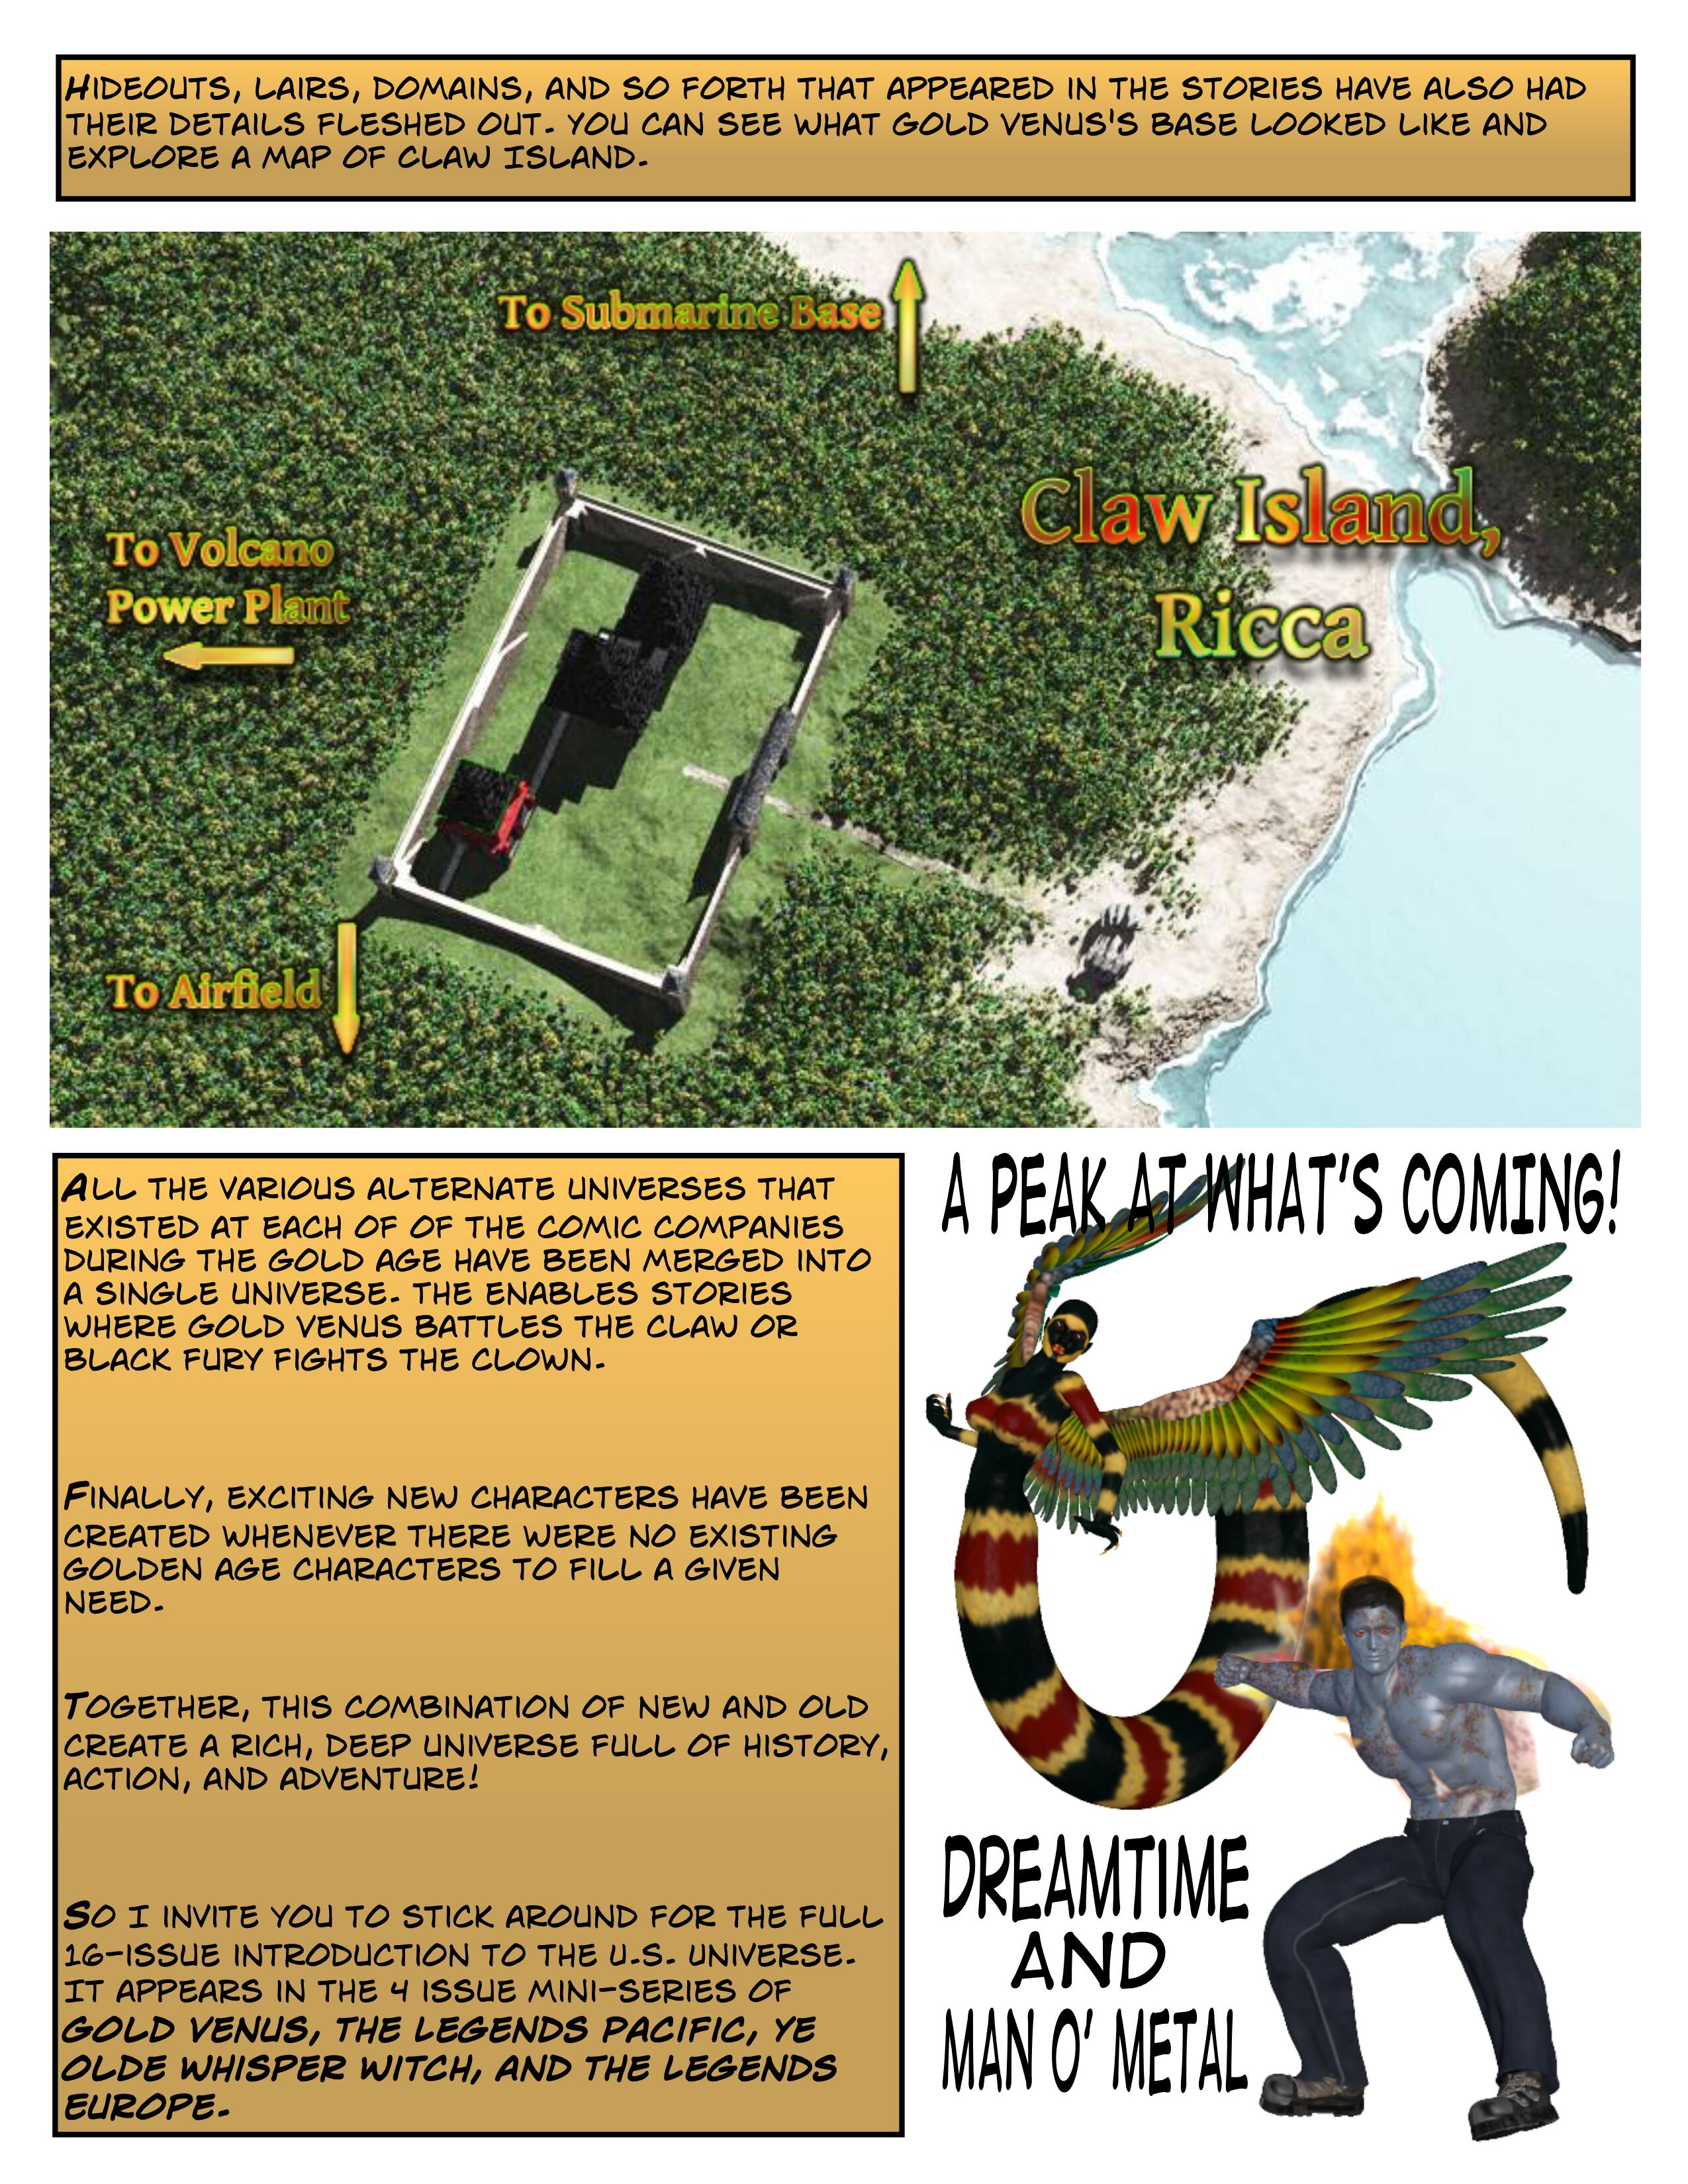 HIDEOUTS, LAIRS, DOMAINS, AND SO FORTH THAT APPEARED IN THE STORIES HAVE ALSO HAD
THEIR DETAILS FLESHED OUT. YOU CAN SEE WHAT GOLD VENUS'S BASE LOOKED LIKE AND
EXPLORE A MAP OF CLAW ISLAND.
To Submarine Base
Claw Island,
Ricca
To Volcano
Power Plant
To Airfield
ALL THE VARIOUS ALTERNATE UNIVERSES THAT
EXISTED AT EACH OF OF THE COMIC COMPANIES
DURING THE GOLD AGE HAVE BEEN MERGED INTO
A SINGLE UNIVERSE. THE ENABLES STORIES
WHERE GOLD VENUS BATTLES THE CLAW OR
BLACK FURY FIGHTS THE CLOWN.
FINALLY, EXCITING NEW CHARACTERS HAVE BEEN
CREATED WHENEVER THERE WERE NO EXISTING
GOLDEN AGE CHARACTERS TO FILL A GIVEN
NEED.
TOGETHER, THIS COMBINATION OF NEW AND OLD
CREATE A RICH, DEEP UNIVERSE FULL OF HISTORY,
ACTION, AND ADVENTURE!
SO I INVITE YOU TO STICK AROUND FOR THE FULL
16-ISSUE INTRODUCTION TO THE U.S. UNIVERSE.
IT APPEARS IN THE 4 ISSUE MINI-SERIES OF
GOLD VENUS, THE LEGENDS PACIFIC, YE
OLDE WHISPER WITCH, AND THE LEGENDS
EUROPE.
A PEAK AT WHAT'S COMING!
DREAMTIME
AND
MAN O' METAL